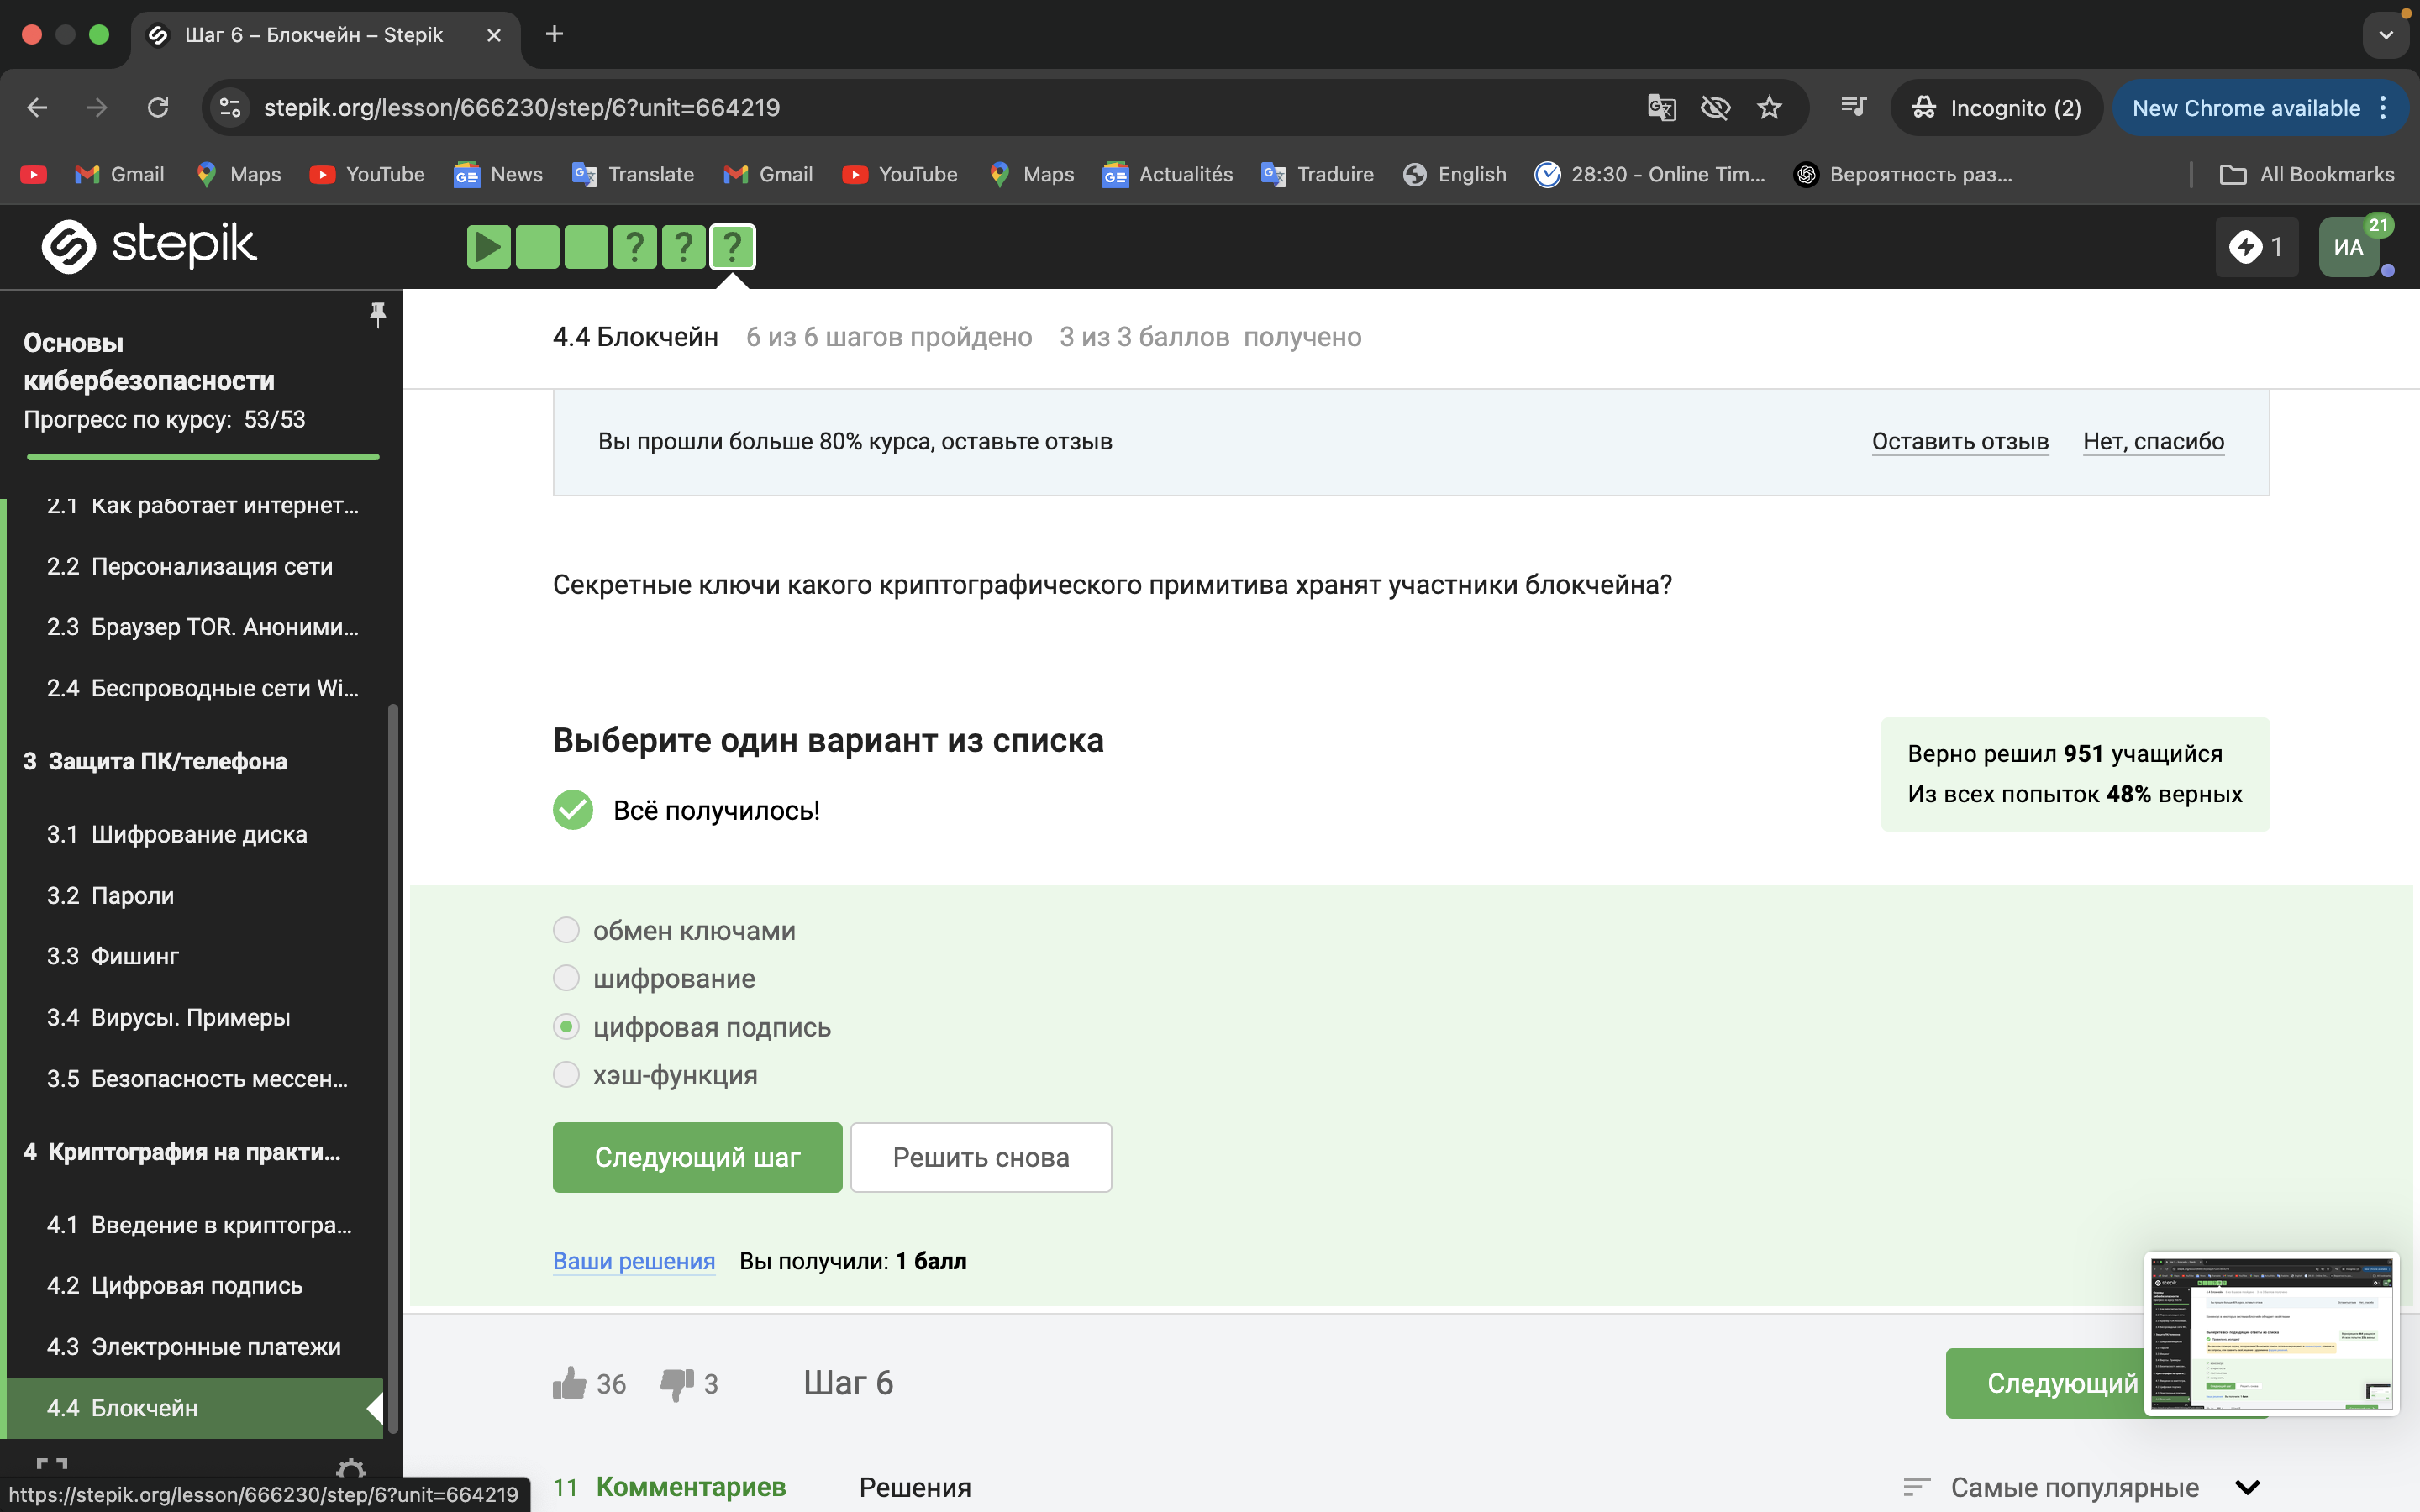 Шаг 6 – Блокчейн – Stepik
stepik.org/lesson/666230/step/6?unit=664219
Incognito (2)
New Chrome available
Gmail
Maps
YouTube
News
Translate
Gmail
YouTube
Maps
Actualités
Traduire
English
28:30 - Online Tim...
Вероятность раз...
All Bookmarks
stepik
? ? ?
1
ИА
21
Основы
кибербезопасности
Прогресс по курсу: 53/53
2.1 Как работает интернет...
2.2 Персонализация сети
2.3 Браузер TOR. Аноними...
2.4 Беспроводные сети Wi...
3 Защита ПК/телефона
3.1 Шифрование диска
3.2 Пароли
3.3 Фишинг
3.4 Вирусы. Примеры
3.5 Безопасность мессен...
4 Криптография на практи...
4.1 Введение в криптогра...
4.2 Цифровая подпись
4.3 Электронные платежи
4.4 Блокчейн
https://stepik.org/lesson/666230/step/6?unit=664219
4.4 Блокчейн 6 из 6 шагов пройдено 3 из 3 баллов получено
Вы прошли больше 80% курса, оставьте отзыв
Оставить отзыв
Нет, спасибо
Секретные ключи какого криптографического примитива хранят участники блокчейна?
Выберите один вариант из списка
Всё получилось!
Верно решил 951 учащийся
Из всех попыток 48% верных
обмен ключами
шифрование
цифровая подпись
хэш-функция
Следующий шаг
Решить снова
Ваши решения Вы получили: 1 балл
36
3
Шаг 6
Следующий
11 Комментариев
Решения
Самые популярные